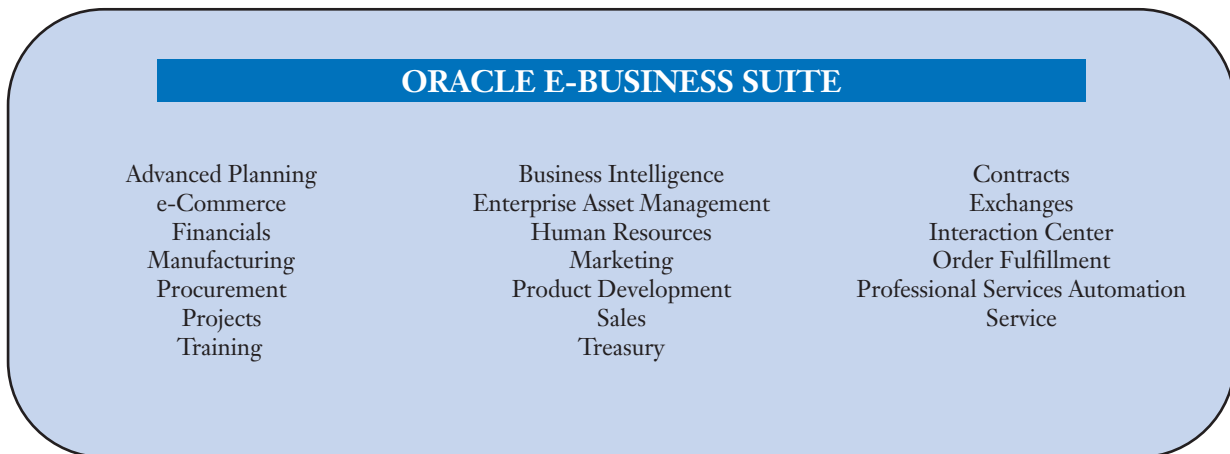 ORACLE E-BUSINESS SUITE
Advanced Planning
e-Commerce
Financials
Manufacturing
Procurement
Projects
Training
Business Intelligence
Enterprise Asset Management
Human Resources
Marketing
Product Development
Sales
Treasury
Contracts
Exchanges
Interaction Center
Order Fulfillment
Professional Services Automation
Service